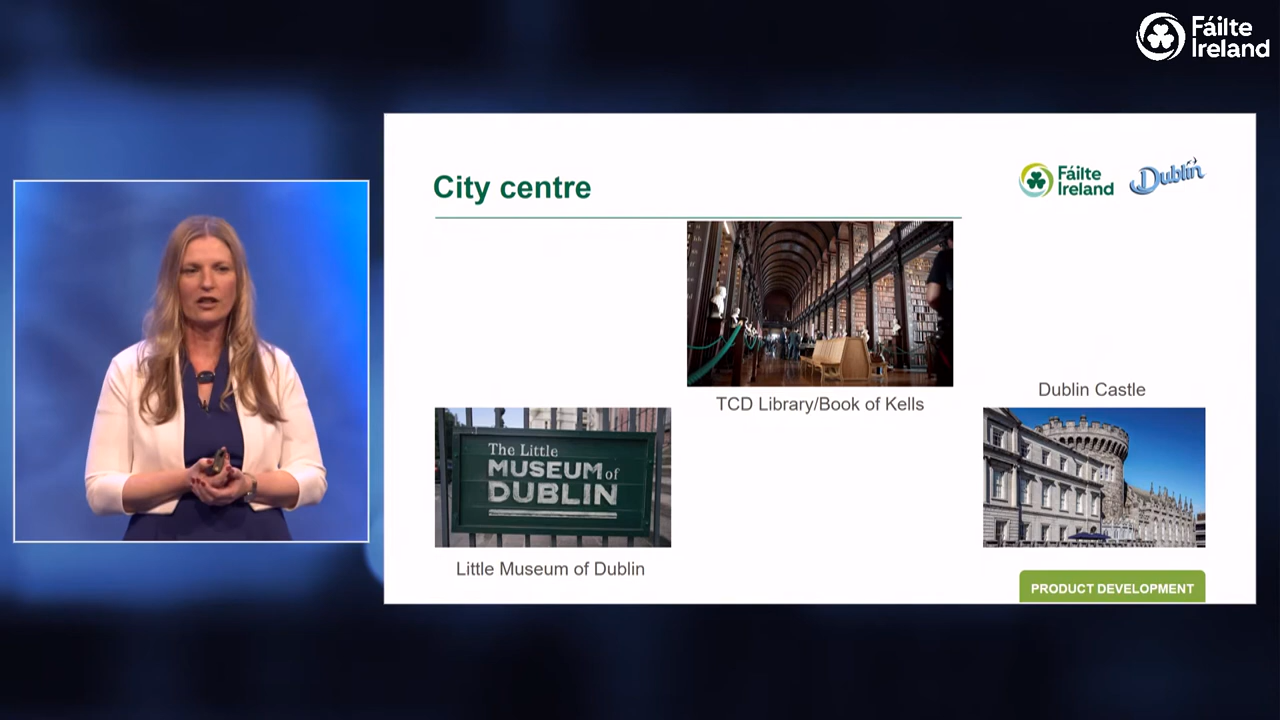 Fáilte
Ireland
City centre
Fáilte
Ireland
Dublin
TCD Library/Book of Kells
Dublin Castle
The Little
MUSEUM of
DUBLIN
Little Museum of Dublin
PRODUCT DEVELOPMENT